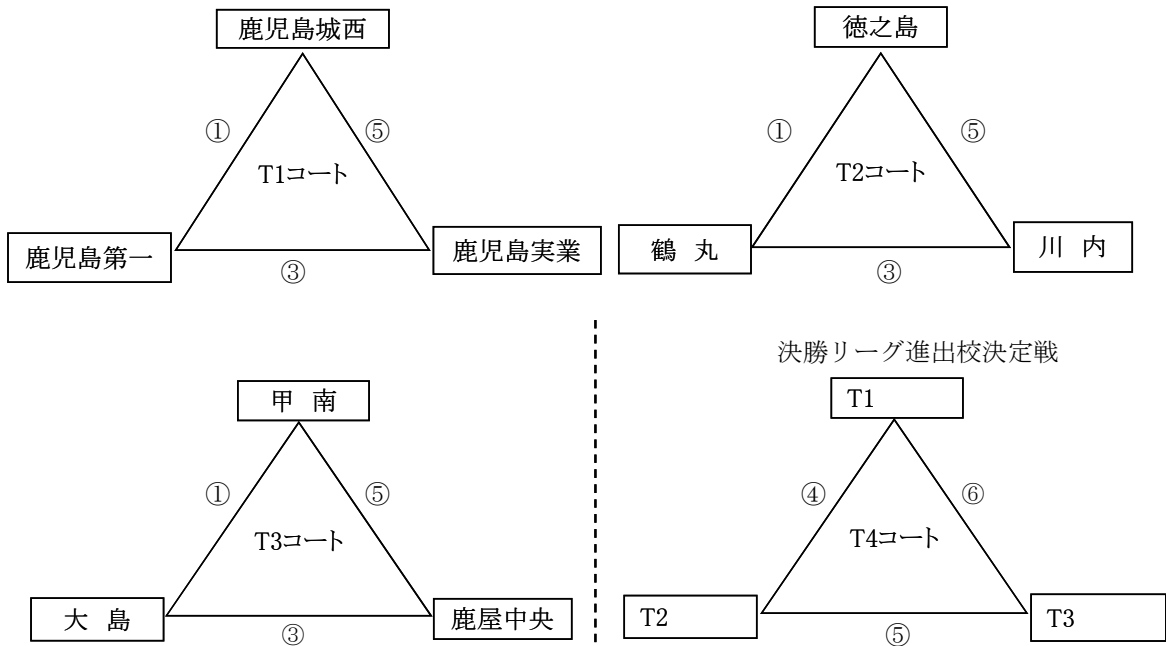 鹿児島城西
① ⑤
T1コート
鹿児島第一 鹿児島実業
③
徳之島
① ⑤
T2コート
鶴 丸 川 内
③
甲 南
① ⑤
T3コート
大 島 鹿屋中央
③
決勝リーグ進出校決定戦
T1
④ ⑥
T4コート
T2 T3
⑤